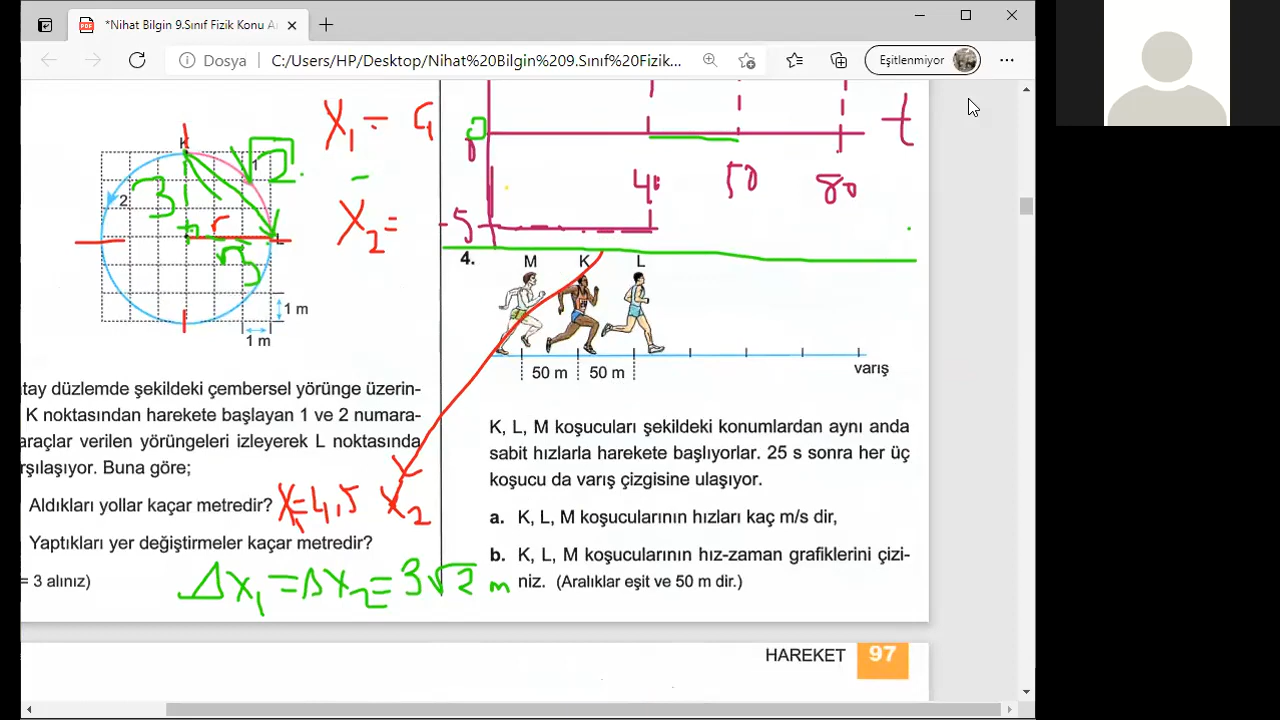 *Nihat Bilgin 9.Sınıf Fizik Konu A
Dosya
C:/Users/HP/Desktop/Nihat%20Bilgin%209.Sınıf%20Fizik...
Eşitlenmiyor
K
1
2
L
3
√2
r
3
1 m
1 m
X₁ =
X₂ =
tay düzlemde şekildeki çembersel yörünge üzerin-
K noktasından harekete başlayan 1 ve 2 numara-
araçlar verilen yörüngeleri izleyerek L noktasında
rşılaşıyor. Buna göre;
Aldıkları yollar kaçar metredir?
X₁=4,5 X₂
Yaptıkları yer değiştirmeler kaçar metredir?
= 3 alınız)
ΔX₁ = ΔX₂ = 3√2 m
0
t
40
50
80
-5
4.
M K L
50 m 50 m
varış
K, L, M koşucuları şekildeki konumlardan aynı anda
sabit hızlarla harekete başlıyorlar. 25 s sonra her üç
koşucu da varış çizgisine ulaşıyor.
a. K, L, M koşucularının hızları kaç m/s dir,
b. K, L, M koşucularının hız-zaman grafiklerini çizi-
niz. (Aralıklar eşit ve 50 m dir.)
HAREKET 97